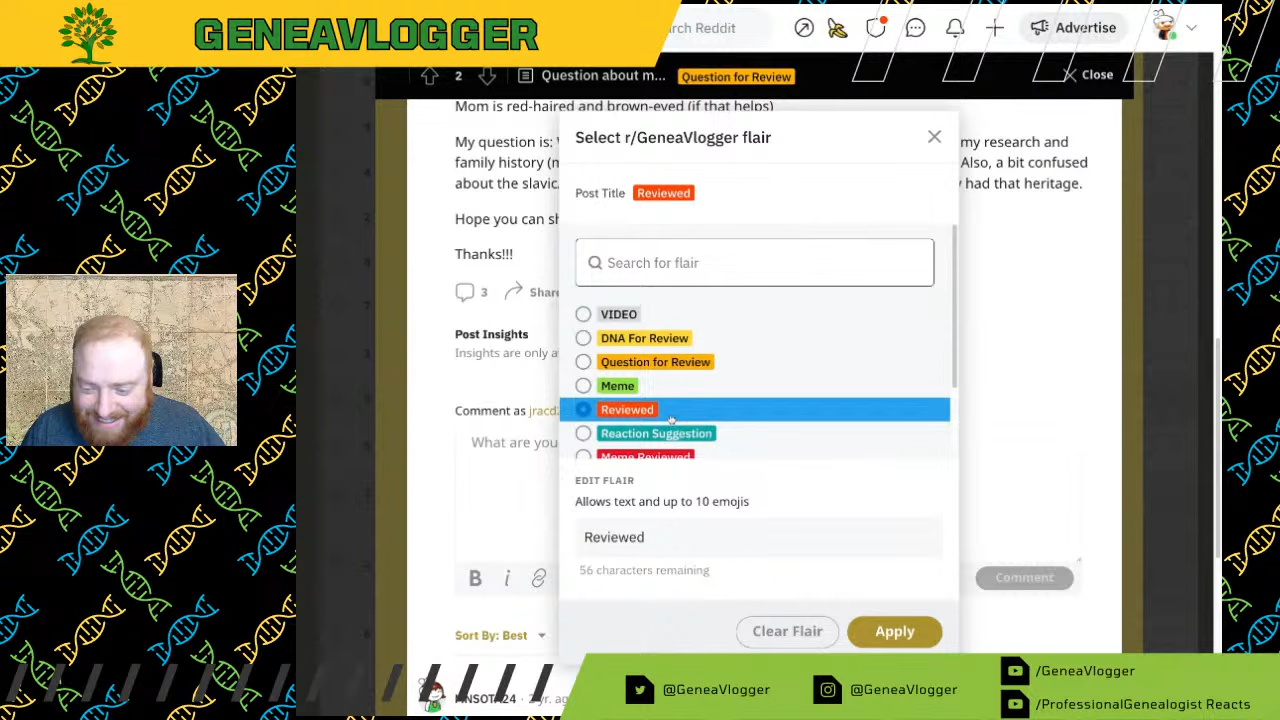 GENEAVLOGGER
rch Reddit
Advertise
2
Question about m...
Question for Review
Close
Mom is red-haired and brown-eyed (if that helps)
Select r/GeneaVlogger flair
My question is:
my research and
family history (m
Also, a bit confused
about the slavic.
had that heritage.
Post Title
Reviewed
Hope you can sh
Thanks!!!
Search for flair
3
Share
VIDEO
Post Insights
DNA For Review
Insights are only a
Question for Review
Meme
Comment as jracdz
Reviewed
What are you
Reaction Suggestion
Meme Reviewed
EDIT FLAIR
Allows text and up to 10 emojis
Reviewed
56 characters remaining
B i
Comment
Clear Flair
Apply
Sort By: Best
@GeneaVlogger
@GeneaVlogger
/GeneaVlogger
/ProfessionalGenealogist Reacts